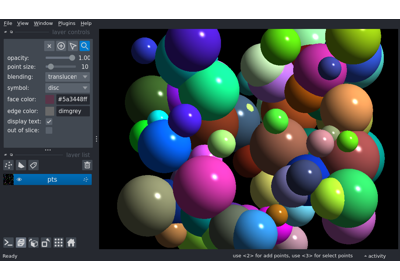 File View Window Plugins Help
layer controls
opacity: 1.00
point size: 10
blending: translucen
symbol: disc
face color: #5a3448ff
edge color: dimgrey
display text:
out of slice:
layer list
pts
Ready
use <2> for add points, use <3> for select points
activity